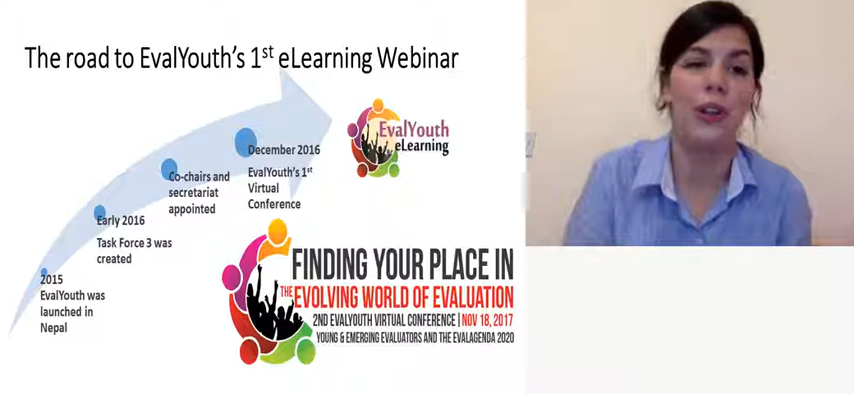 The road to EvalYouth's 1st eLearning Webinar
EvalYouth
eLearning
December 2016
EvalYouth's 1st
Virtual
Conference
Co-chairs and
secretariat
appointed
Early 2016
Task Force 3 was
created
2015
EvalYouth was
launched in
Nepal
FINDING YOUR PLACE IN
THE EVOLVING WORLD OF EVALUATION
2ND EVALYOUTH VIRTUAL CONFERENCE | NOV 18, 2017
YOUNG & EMERGING EVALUATORS AND THE EVALAGENDA 2020